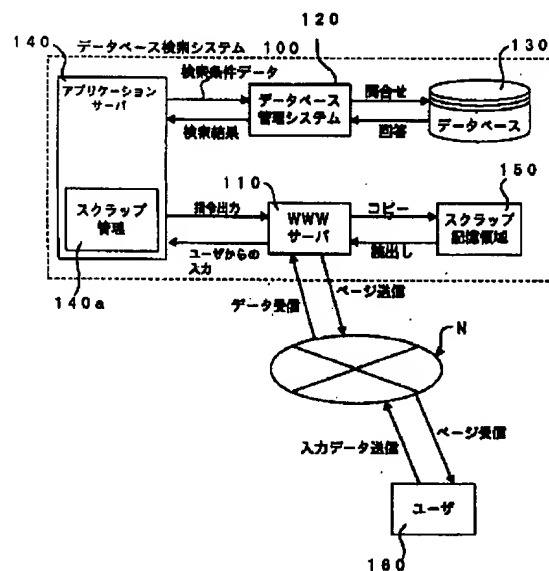 140
データベース検索システム 100
120
130
アプリケーション
サーバ
検索条件データ
検索結果
データベース
管理システム
問合せ
回答
データベース
スクラップ
管理
140a
指令出力
ユーザからの
入力
110
WWW
サーバ
コピー
読出し
150
スクラップ
記憶領域
データ受信
ページ送信
N
入力データ送信
ページ受信
ユーザ
160